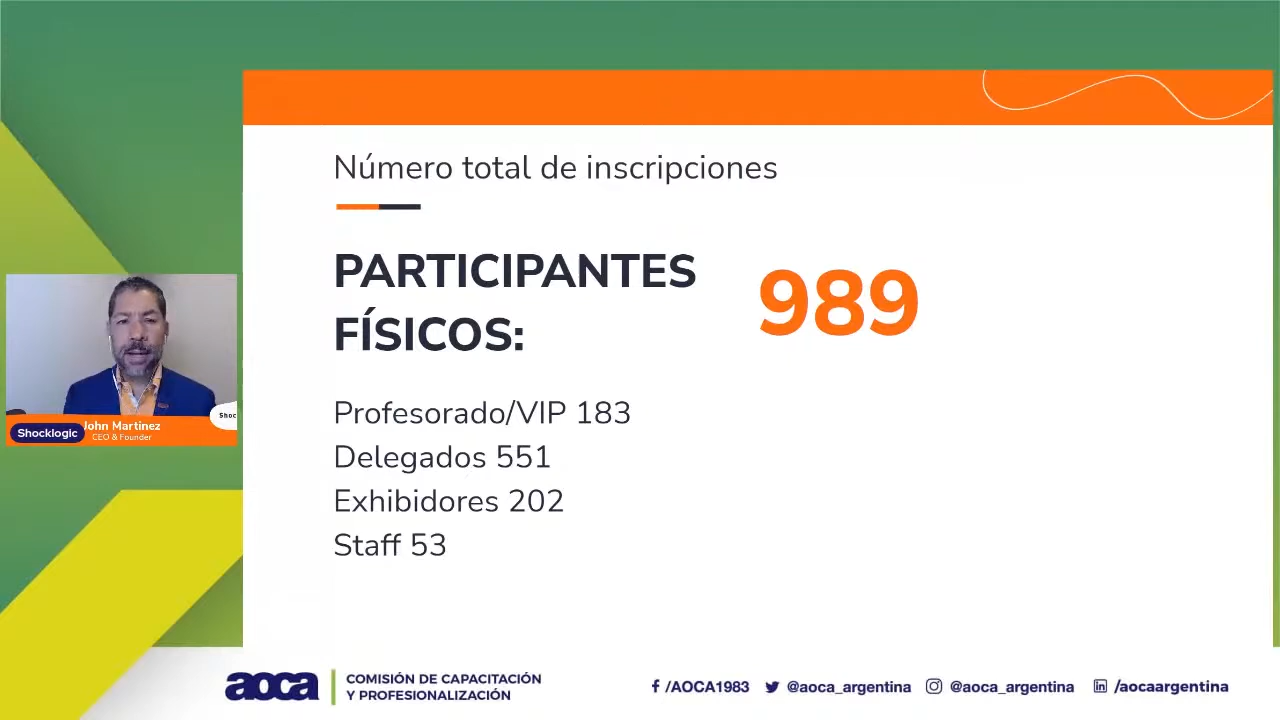 Número total de inscripciones
PARTICIPANTES
FÍSICOS:
989
Profesorado/VIP 183
Delegados 551
Exhibidores 202
Staff 53
John Martinez
CEO & Founder
Shocklogic
Shoc
aoca
COMISIÓN DE CAPACITACIÓN
Y PROFESIONALIZACIÓN
/AOCA1983
@aoca_argentina
@aoca_argentina
/aocaargentina